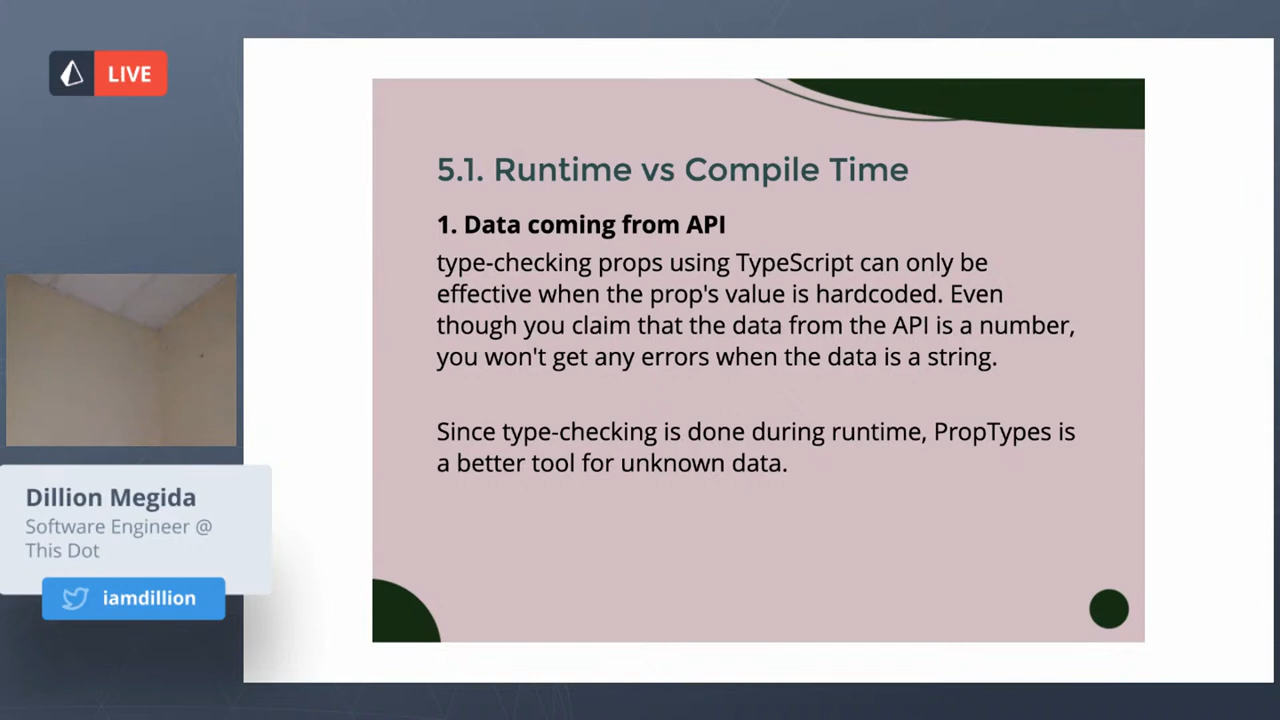 LIVE
5.1. Runtime vs Compile Time
1. Data coming from API
type-checking props using TypeScript can only be
effective when the prop's value is hardcoded. Even
though you claim that the data from the API is a number,
you won't get any errors when the data is a string.
Since type-checking is done during runtime, PropTypes is
a better tool for unknown data.
Dillion Megida
Software Engineer @
This Dot
iamdillion